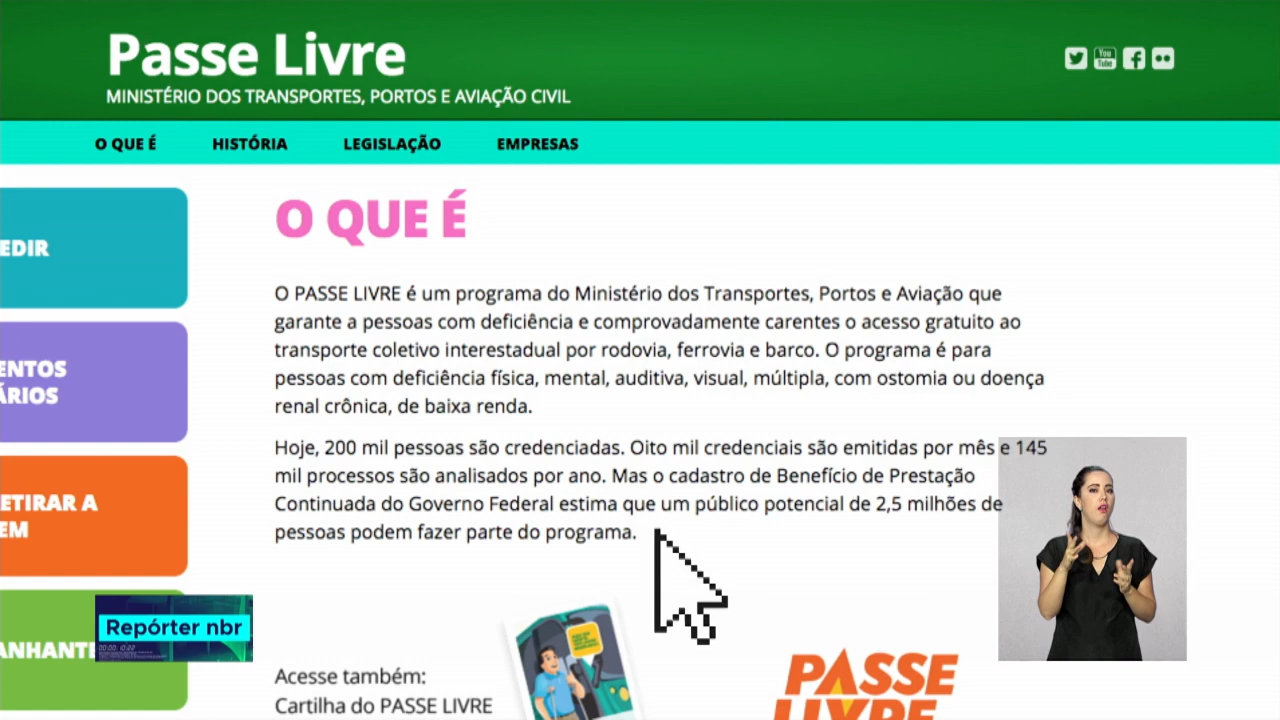 Passe Livre
MINISTÉRIO DOS TRANSPORTES, PORTOS E AVIAÇÃO CIVIL
You
Tube
O QUE É
HISTÓRIA
LEGISLAÇÃO
EMPRESAS
EDIR
ENTOS
ÁRIOS
ETIRAR A
EM
ANHANTE
O QUE É
O PASSE LIVRE é um programa do Ministério dos Transportes, Portos e Aviação que
garante a pessoas com deficiência e comprovadamente carentes o acesso gratuito ao
transporte coletivo interestadual por rodovia, ferrovia e barco. O programa é para
pessoas com deficiência física, mental, auditiva, visual, múltipla, com ostomia ou doença
renal crônica, de baixa renda.
Hoje, 200 mil pessoas são credenciadas. Oito mil credenciais são emitidas por mês e 145
mil processos são analisados por ano. Mas o cadastro de Benefício de Prestação
Continuada do Governo Federal estima que um público potencial de 2,5 milhões de
pessoas podem fazer parte do programa.
Repórter nbr
Acesse também:
Cartilha do PASSE LIVRE
PASSE
LIVRE